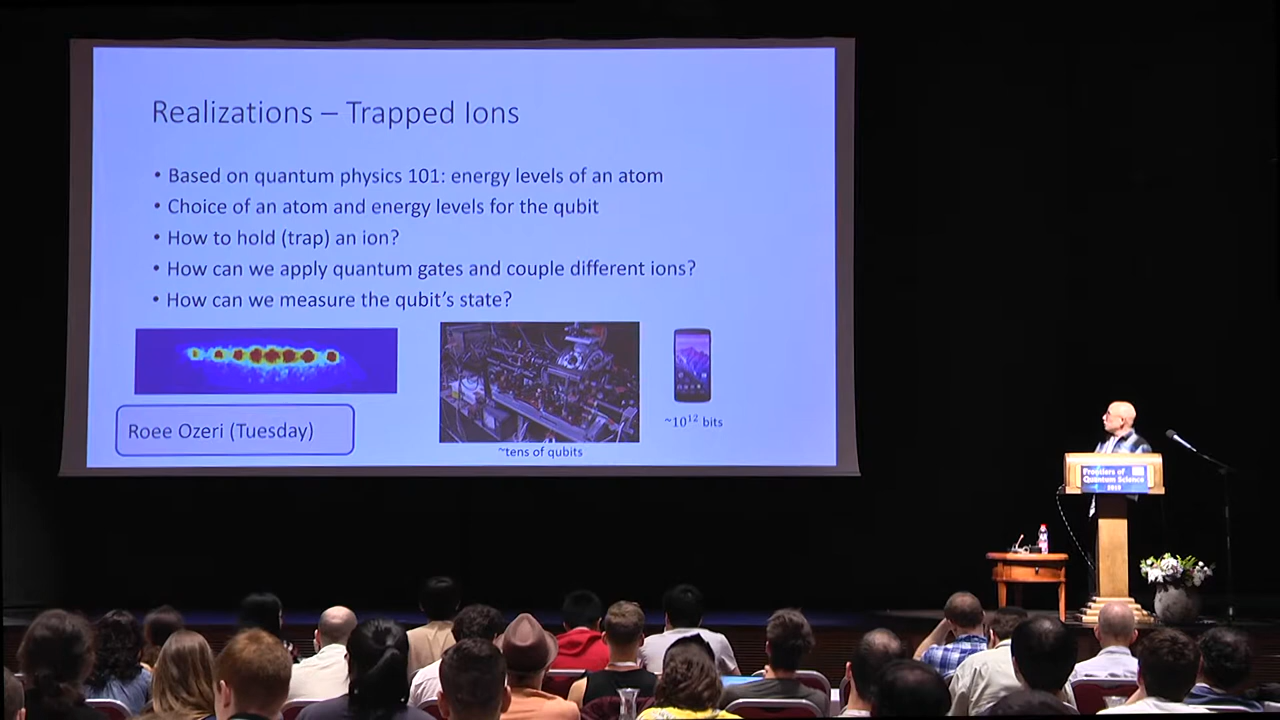 Realizations – Trapped Ions
• Based on quantum physics 101: energy levels of an atom
• Choice of an atom and energy levels for the qubit
• How to hold (trap) an ion?
• How can we apply quantum gates and couple different ions?
• How can we measure the qubit's state?
~10¹² bits
Roee Ozeri (Tuesday)
~tens of qubits
Frontiers of
Quantum Science
2019